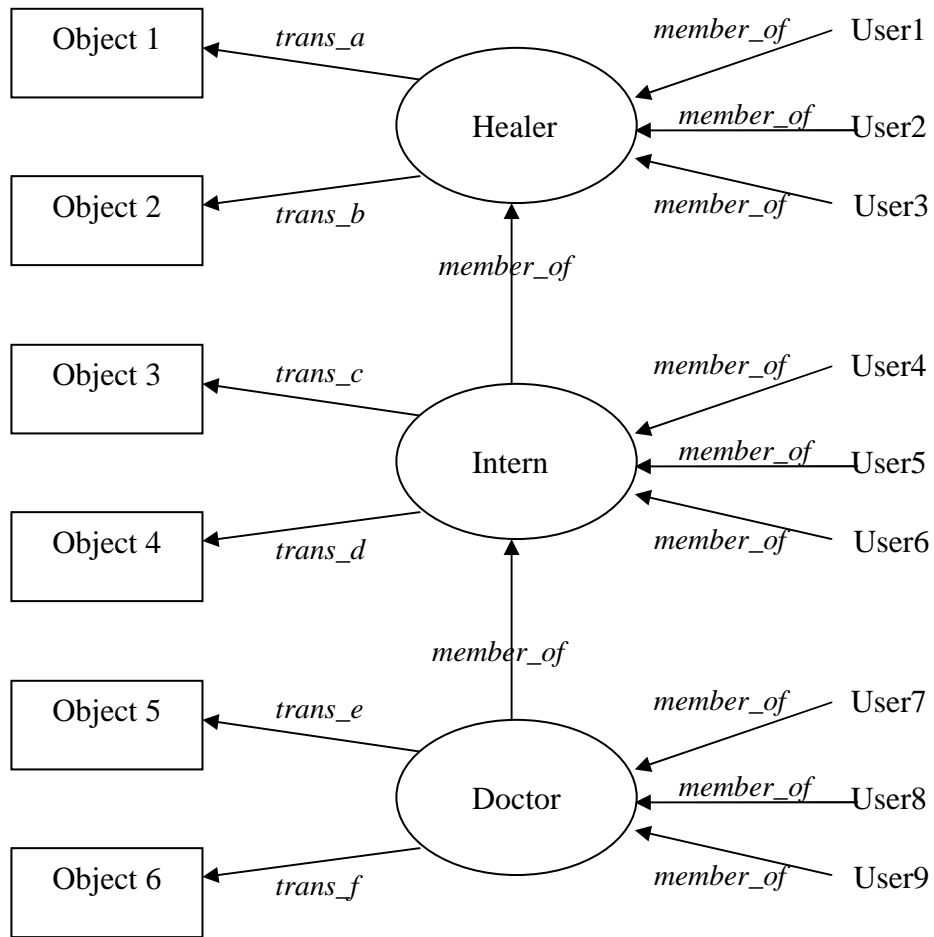 Object 1
trans_a
member_of
User1
Healer
member_of
User2
Object 2
trans_b
member_of
User3
member_of
Object 3
trans_c
member_of
User4
Intern
member_of
User5
Object 4
trans_d
member_of
User6
member_of
Object 5
trans_e
member_of
User7
Doctor
member_of
User8
Object 6
trans_f
member_of
User9